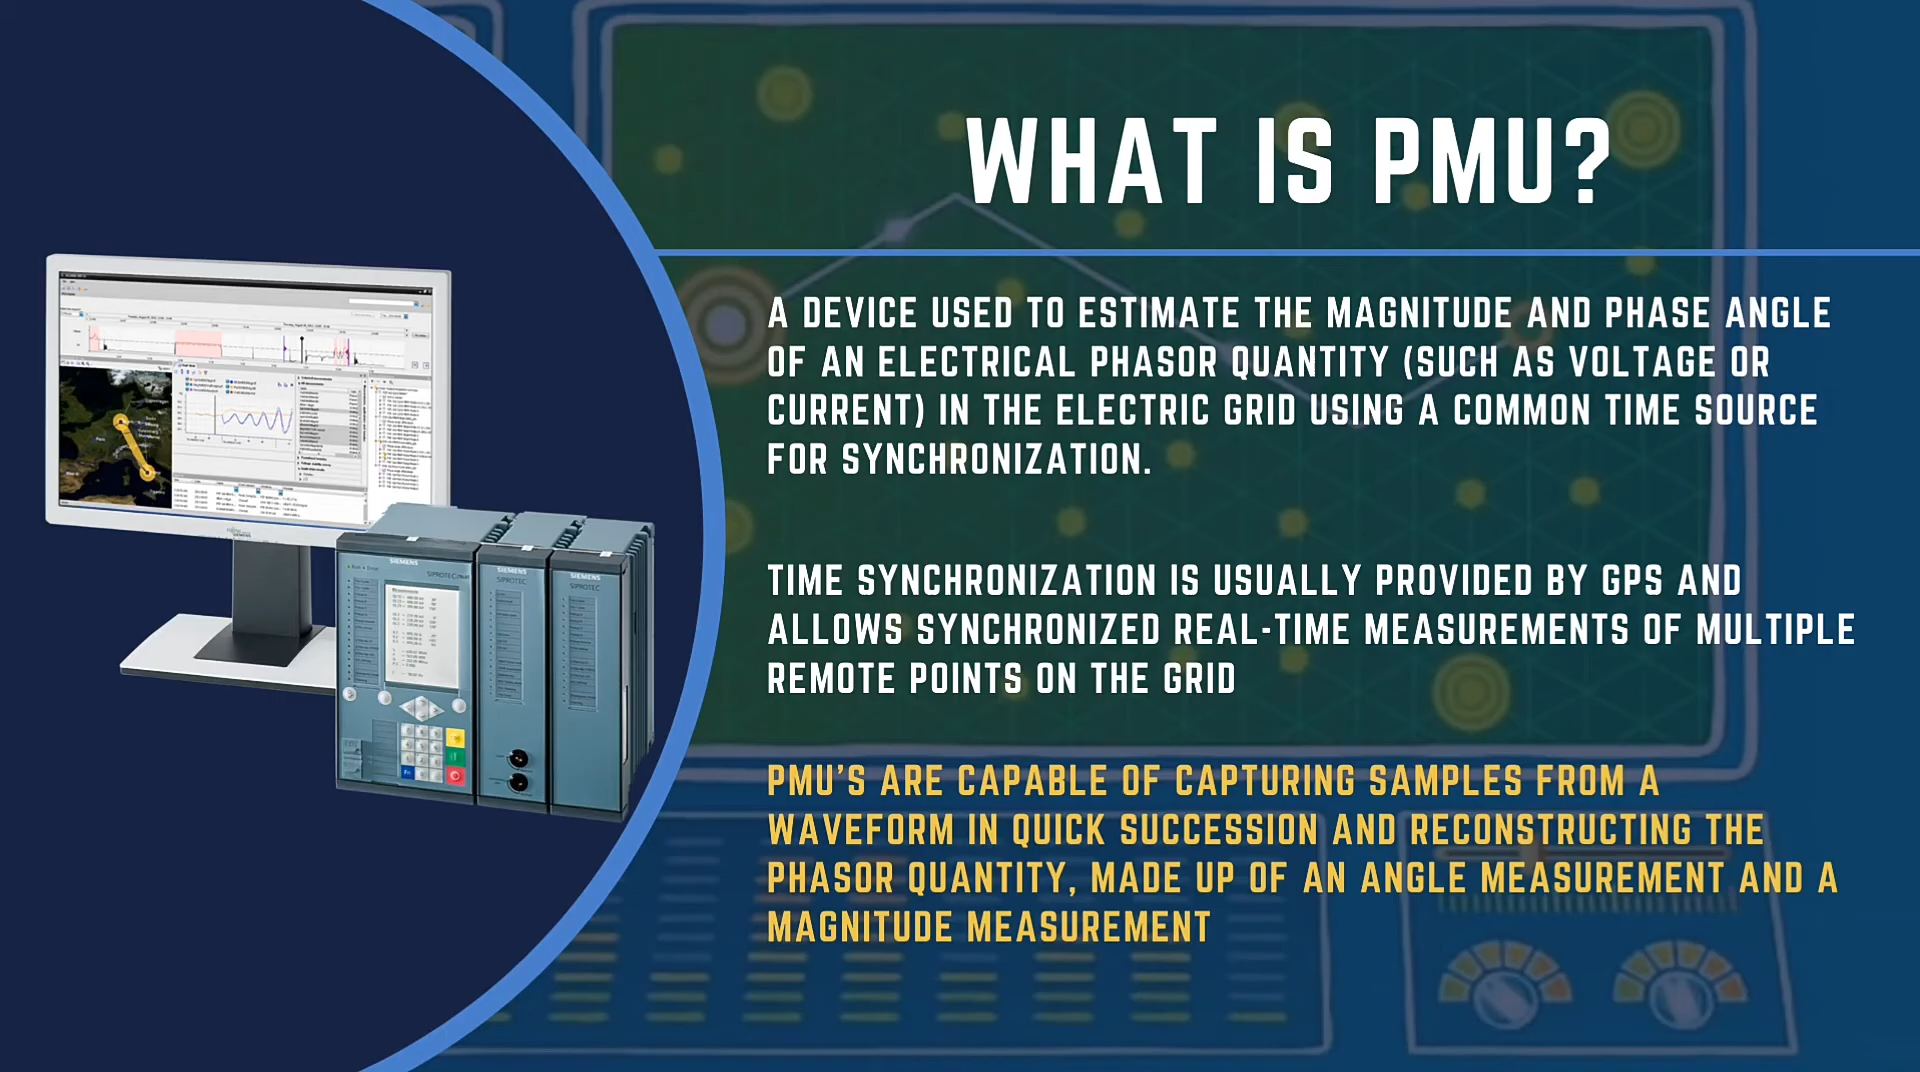 WHAT IS PMU?
A DEVICE USED TO ESTIMATE THE MAGNITUDE AND PHASE ANGLE
OF AN ELECTRICAL PHASOR QUANTITY (SUCH AS VOLTAGE OR
CURRENT) IN THE ELECTRIC GRID USING A COMMON TIME SOURCE
FOR SYNCHRONIZATION.
TIME SYNCHRONIZATION IS USUALLY PROVIDED BY GPS AND
ALLOWS SYNCHRONIZED REAL-TIME MEASUREMENTS OF MULTIPLE
REMOTE POINTS ON THE GRID
PMU'S ARE CAPABLE OF CAPTURING SAMPLES FROM A
WAVEFORM IN QUICK SUCCESSION AND RECONSTRUCTING THE
PHASOR QUANTITY, MADE UP OF AN ANGLE MEASUREMENT AND A
MAGNITUDE MEASUREMENT
SIEMENS
SIPROTEC
SIEMENS
SIPROTEC
SIEMENS
SIPROTEC